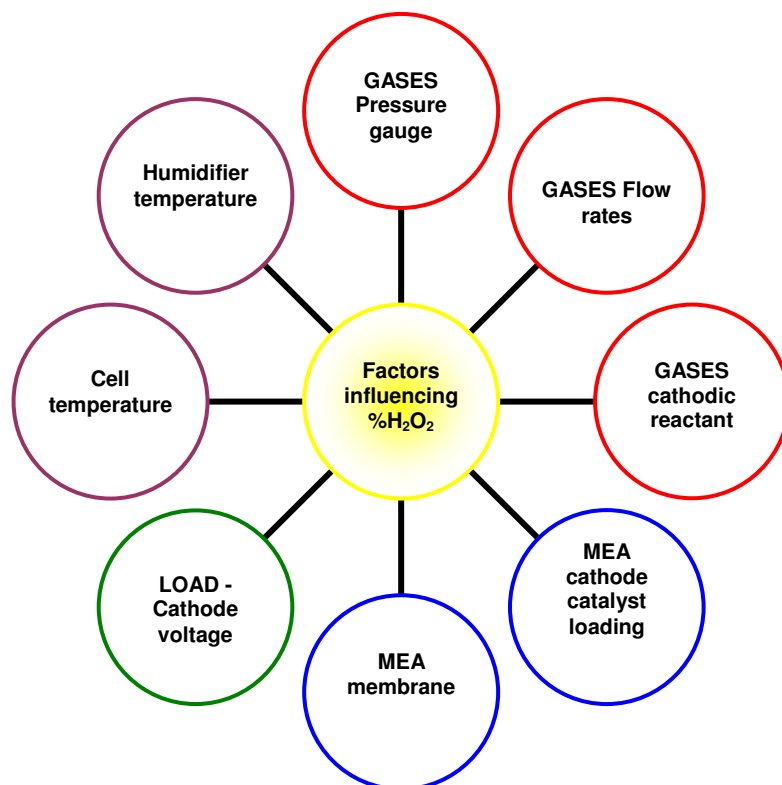 GASES
Pressure
gauge
Humidifier
temperature
GASES Flow
rates
Cell
temperature
Factors
influencing
%H₂O₂
GASES
cathodic
reactant
LOAD -
Cathode
voltage
MEA
membrane
MEA
cathode
catalyst
loading